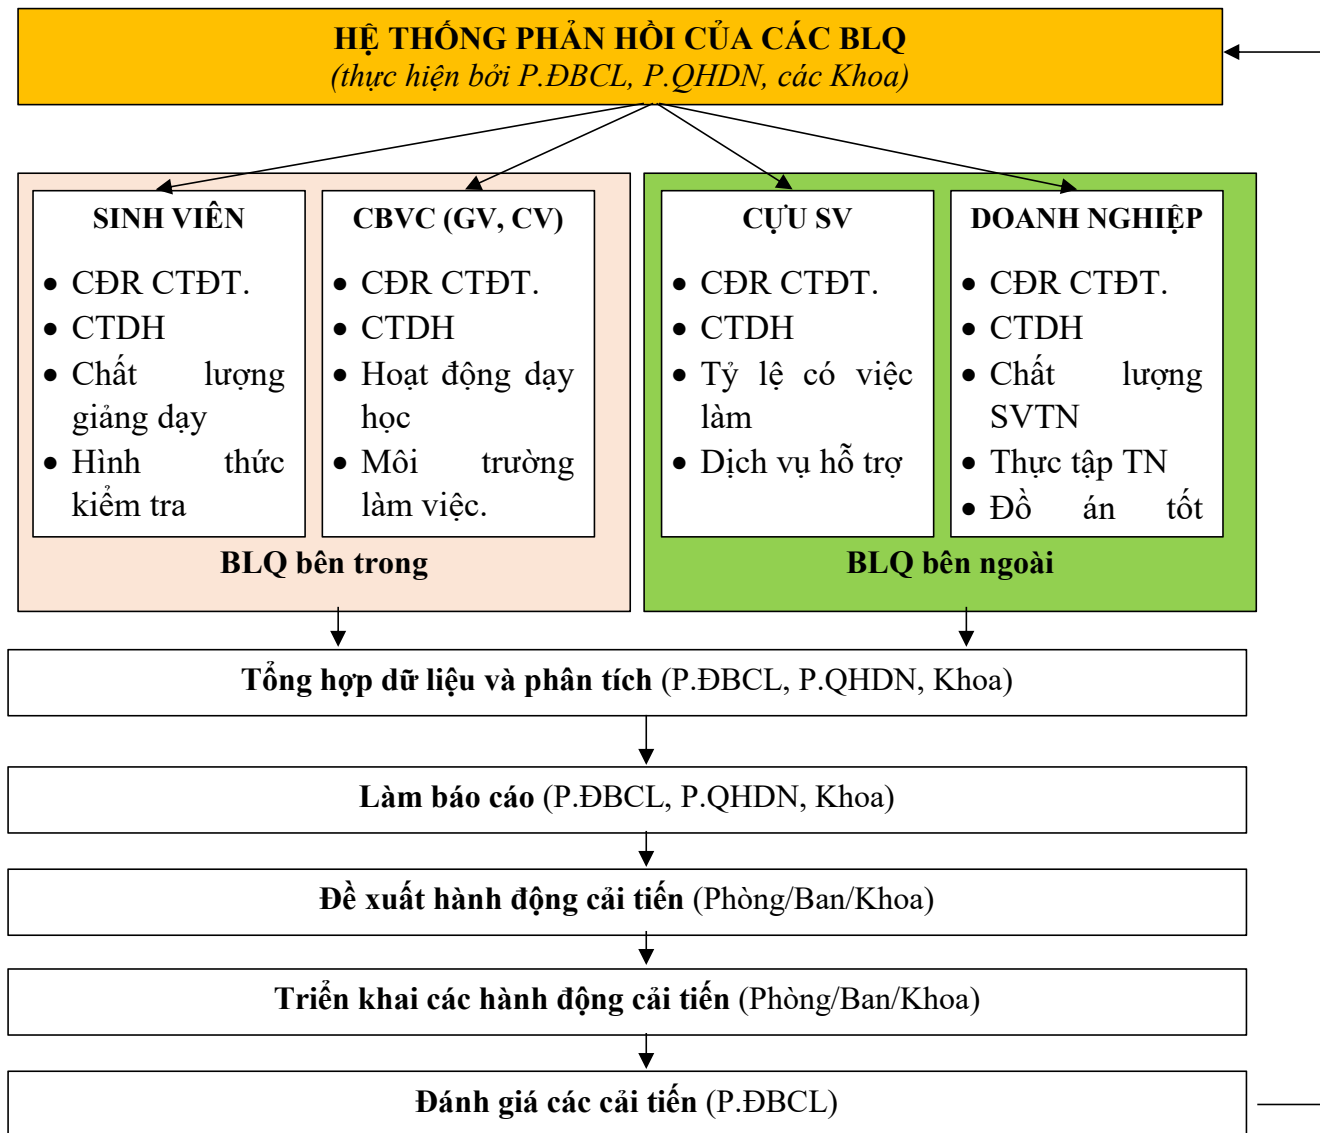 HỆ THỐNG PHẢN HỒI CỦA CÁC BLQ
(thực hiện bởi P.ĐBCL, P.QHDN, các Khoa)
SINH VIÊN
• CĐR CTĐT.
• CTDH
• Chất lượng
giảng dạy
• Hình thức
kiểm tra
CBVC (GV, CV)
• CĐR CTĐT.
• CTDH
• Hoạt động dạy
học
• Môi trường
làm việc.
BLQ bên trong
CỰU SV
• CĐR CTĐT.
• CTDH
• Tỷ lệ có việc
làm
• Dịch vụ hỗ trợ
DOANH NGHIỆP
• CĐR CTĐT.
• CTDH
• Chất lượng
SVTN
• Thực tập TN
• Đồ án tốt
BLQ bên ngoài
Tổng hợp dữ liệu và phân tích (P.ĐBCL, P.QHDN, Khoa)
Làm báo cáo (P.ĐBCL, P.QHDN, Khoa)
Đề xuất hành động cải tiến (Phòng/Ban/Khoa)
Triển khai các hành động cải tiến (Phòng/Ban/Khoa)
Đánh giá các cải tiến (P.ĐBCL)